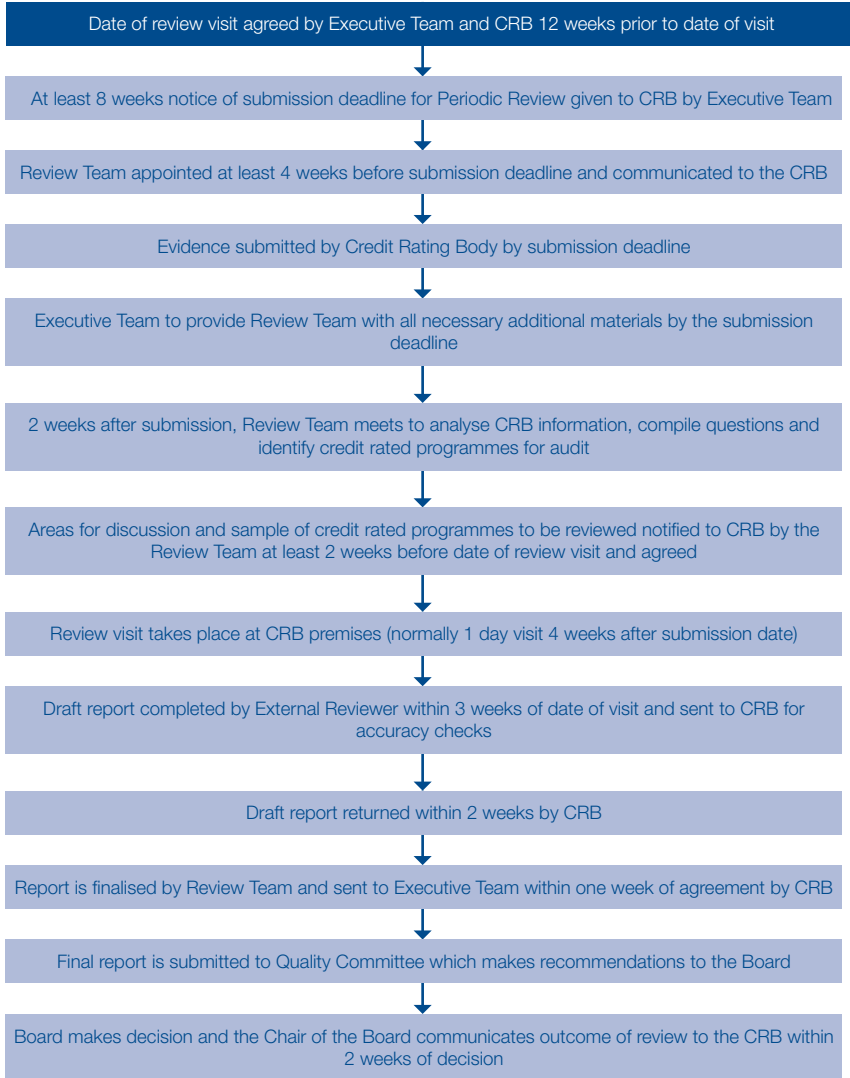 Date of review visit agreed by Executive Team and CRB 12 weeks prior to date of visit
At least 8 weeks notice of submission deadline for Periodic Review given to CRB by Executive Team
Review Team appointed at least 4 weeks before submission deadline and communicated to the CRB
Evidence submitted by Credit Rating Body by submission deadline
Executive Team to provide Review Team with all necessary additional materials by the submission
deadline
2 weeks after submission, Review Team meets to analyse CRB information, compile questions and
identify credit rated programmes for audit
Areas for discussion and sample of credit rated programmes to be reviewed notified to CRB by the
Review Team at least 2 weeks before date of review visit and agreed
Review visit takes place at CRB premises (normally 1 day visit 4 weeks after submission date)
Draft report completed by External Reviewer within 3 weeks of date of visit and sent to CRB for
accuracy checks
Draft report returned within 2 weeks by CRB
Report is finalised by Review Team and sent to Executive Team within one week of agreement by CRB
Final report is submitted to Quality Committee which makes recommendations to the Board
Board makes decision and the Chair of the Board communicates outcome of review to the CRB within
2 weeks of decision